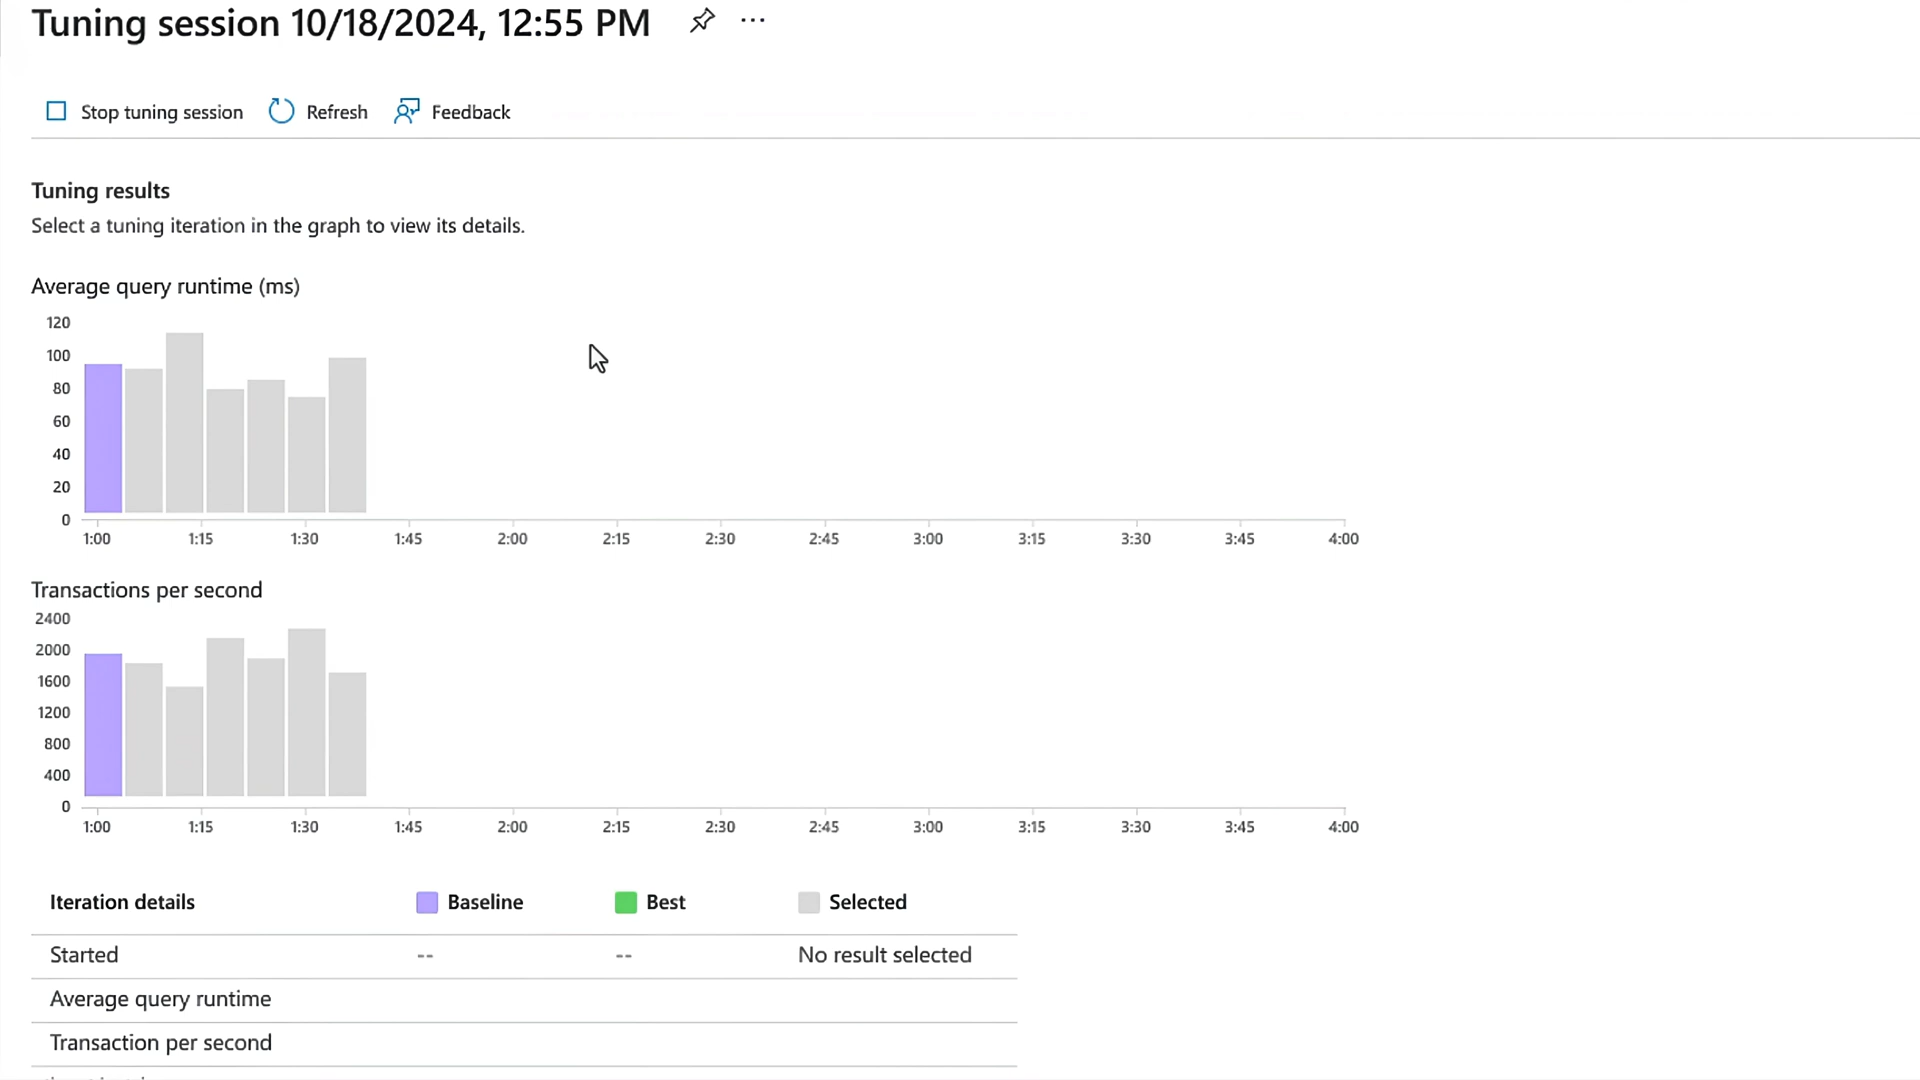 Tuning session 10/18/2024, 12:55 PM ...
Stop tuning session Refresh Feedback
Tuning results
Select a tuning iteration in the graph to view its details.
Average query runtime (ms)
120
100
80
60
40
20
0
1:00 1:15 1:30 1:45 2:00 2:15 2:30 2:45 3:00 3:15 3:30 3:45 4:00
Transactions per second
2400
2000
1600
1200
800
400
0
1:00 1:15 1:30 1:45 2:00 2:15 2:30 2:45 3:00 3:15 3:30 3:45 4:00
Iteration details Baseline Best Selected
Started -- -- No result selected
Average query runtime
Transaction per second